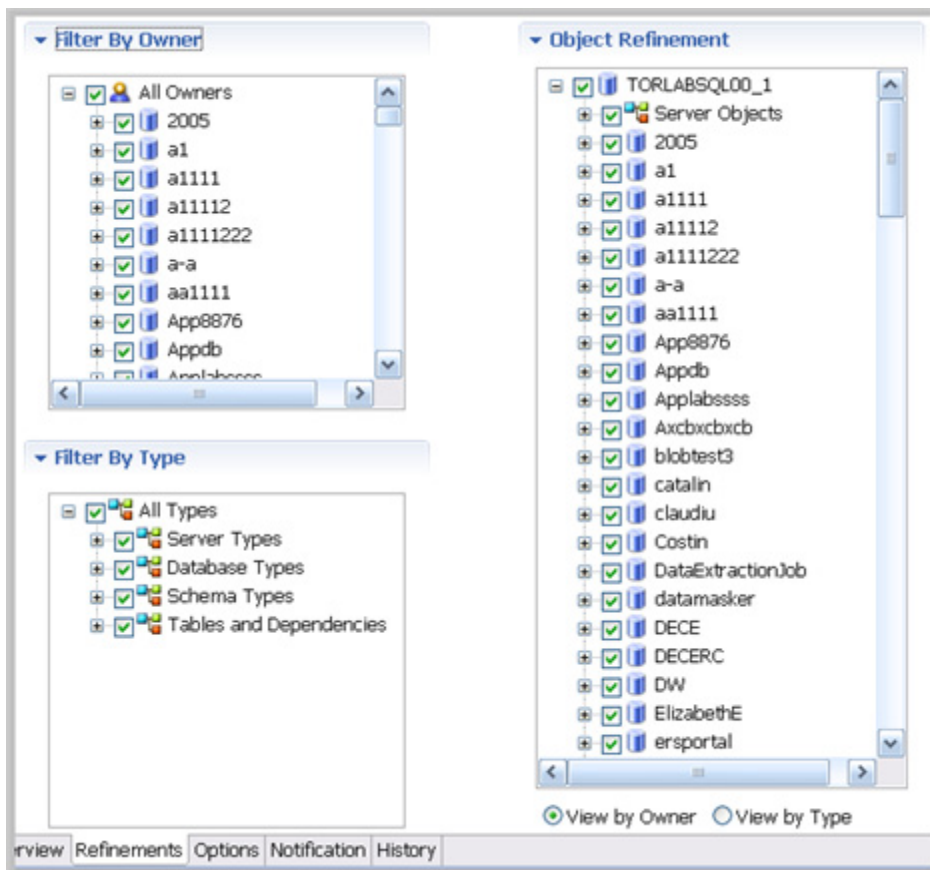 Filter By Owner
All Owners
2005
a1
a1111
a11112
a1111222
a-a
aa1111
App8876
Appdb
Applabssss
Filter By Type
All Types
Server Types
Database Types
Schema Types
Tables and Dependencies
Object Refinement
TORLABSQL00_1
Server Objects
2005
a1
a1111
a11112
a1111222
a-a
aa1111
App8876
Appdb
Applabssss
Axcbxcbxcb
blobtest3
catalin
claudiu
Costin
DataExtractionJob
datamasker
DECE
DECERC
DW
ElizabethE
ersportal
View by Owner View by Type
rview Refinements Options Notification History